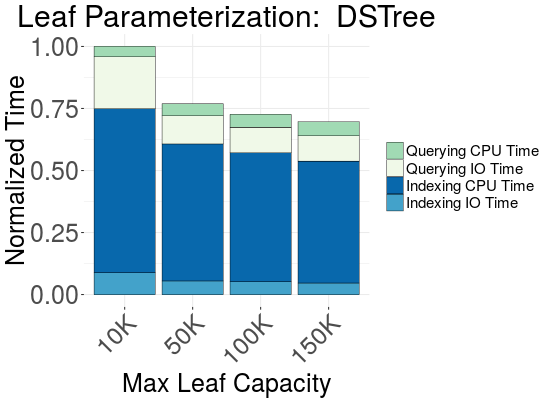 Leaf Parameterization:  DSTree
Normalized Time
1.00
0.75
0.50
0.25
0.00
10K
50K
100K
150K
Max Leaf Capacity
Querying CPU Time
Querying IO Time
Indexing CPU Time
Indexing IO Time